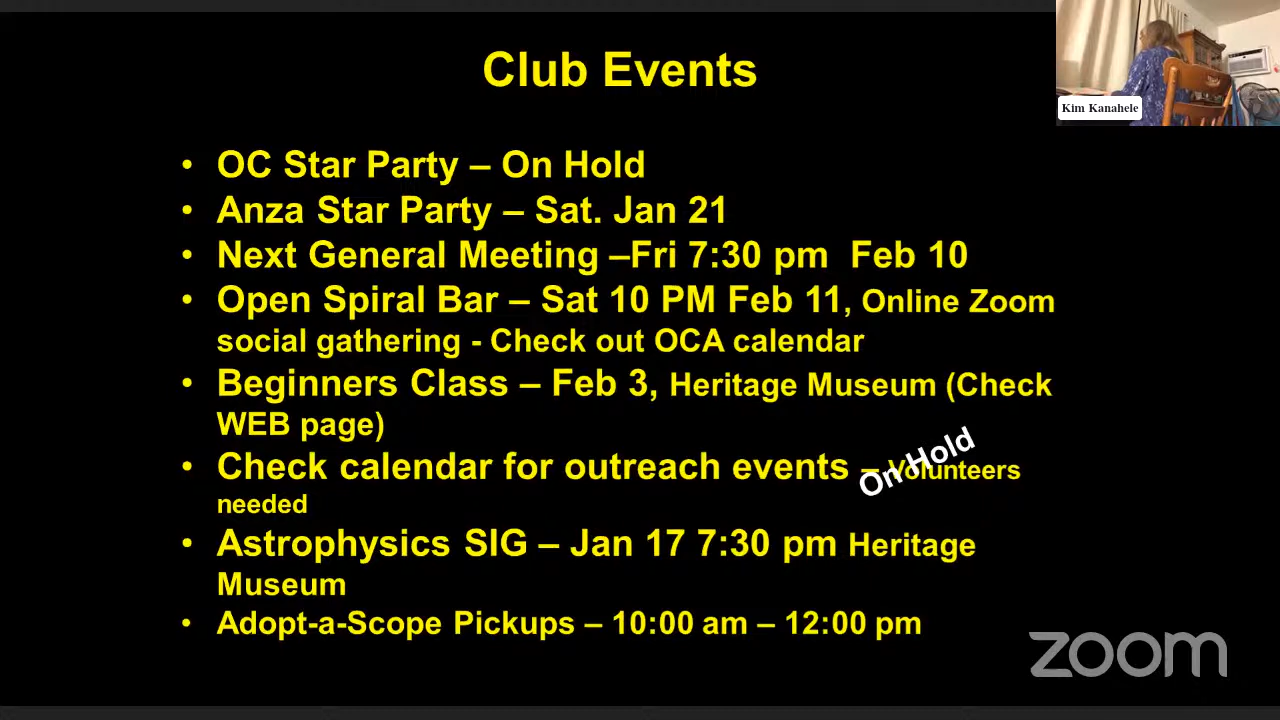 Club Events
Kim Kanahele
• OC Star Party – On Hold
• Anza Star Party – Sat. Jan 21
• Next General Meeting –Fri 7:30 pm  Feb 10
• Open Spiral Bar – Sat 10 PM Feb 11, Online Zoom
social gathering - Check out OCA calendar
• Beginners Class – Feb 3, Heritage Museum (Check
WEB page)
• Check calendar for outreach events – Volunteers
On Hold
needed
• Astrophysics SIG – Jan 17 7:30 pm Heritage
Museum
• Adopt-a-Scope Pickups – 10:00 am – 12:00 pm
zoom